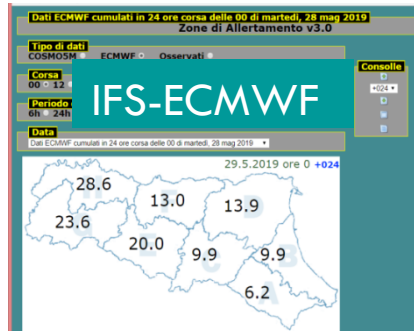 Dati ECMWF cumulati in 24 ore corsa delle 00 di martedì, 28 mag 2019
Zone di Allertamento v3.0
Tipo di dati
COSMO5M ECMWF Osservati
Consolle
Corsa
00 12
+024
IFS-ECMWF
Periodo
6h 24h
Data
Dati ECMWF cumulati in 24 ore corsa delle 00 di martedì, 28 mag 2019
29.5.2019 ore 0 +024
28.6
13.0
13.9
23.6
20.0
9.9
9.9
6.2
H
F
D
G
E
C
B
A